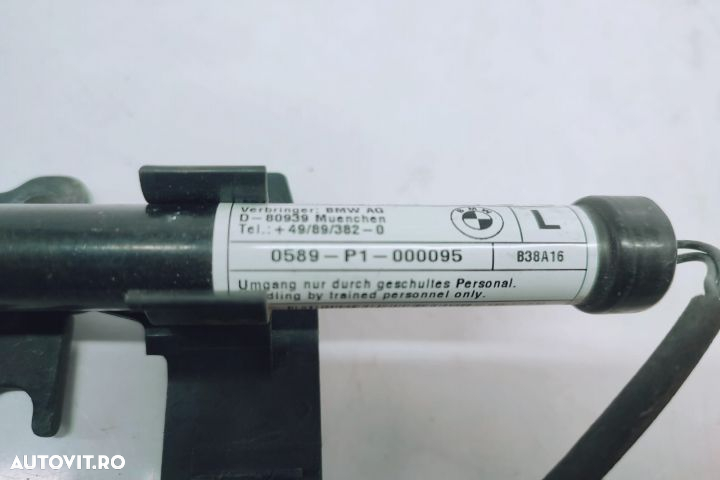 Verbringer: BMW AG
D-80939 Muenchen
Tel.: +49/89/382-0
BMW
L
0589-P1-000095
B38A16
Umgang nur durch geschultes Personal.
by trained personnel only.
AUTOVIT.RO